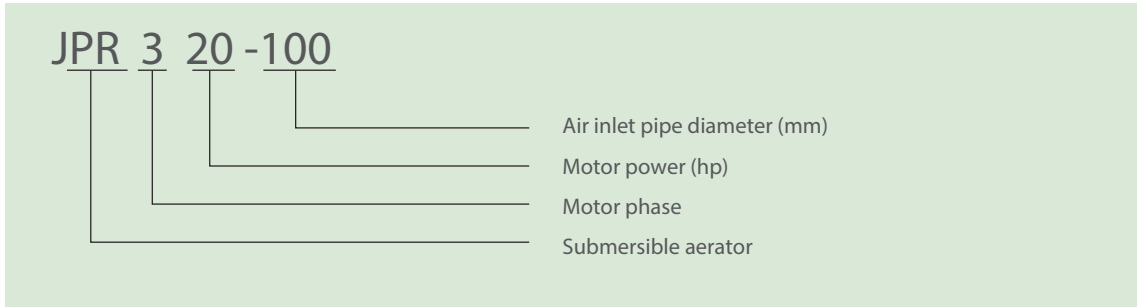 JPR 3 20 -100
Air inlet pipe diameter (mm)
Motor power (hp)
Motor phase
Submersible aerator